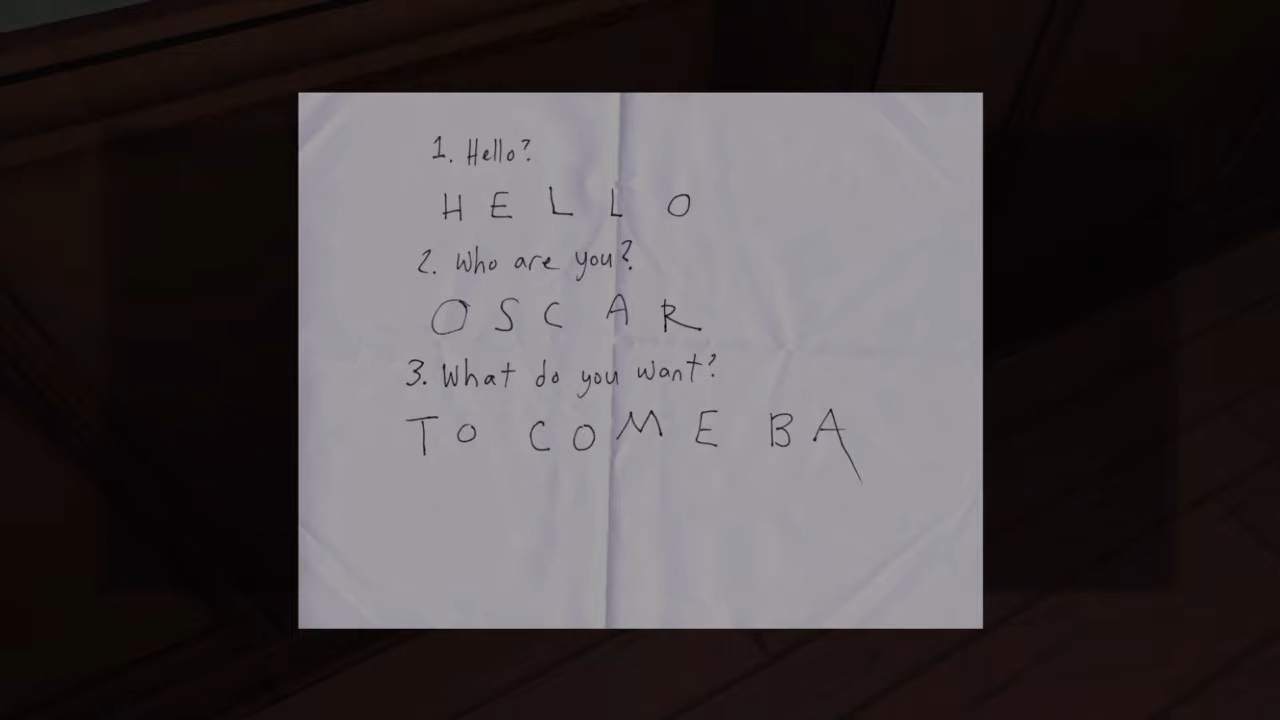 1. Hello?
H E L L O
2. Who are you?
O S C A R
3. What do you want?
T O C O M E B A